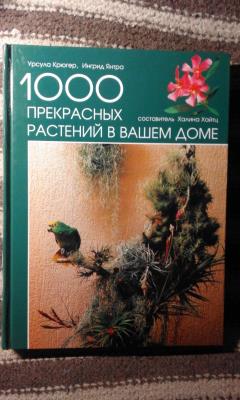 Урсула Крюгер, Ингрид Янтра
1000
ПРЕКРАСНЫХ
составитель Халина Хайтц
РАСТЕНИЙ В ВАШЕМ ДОМЕ